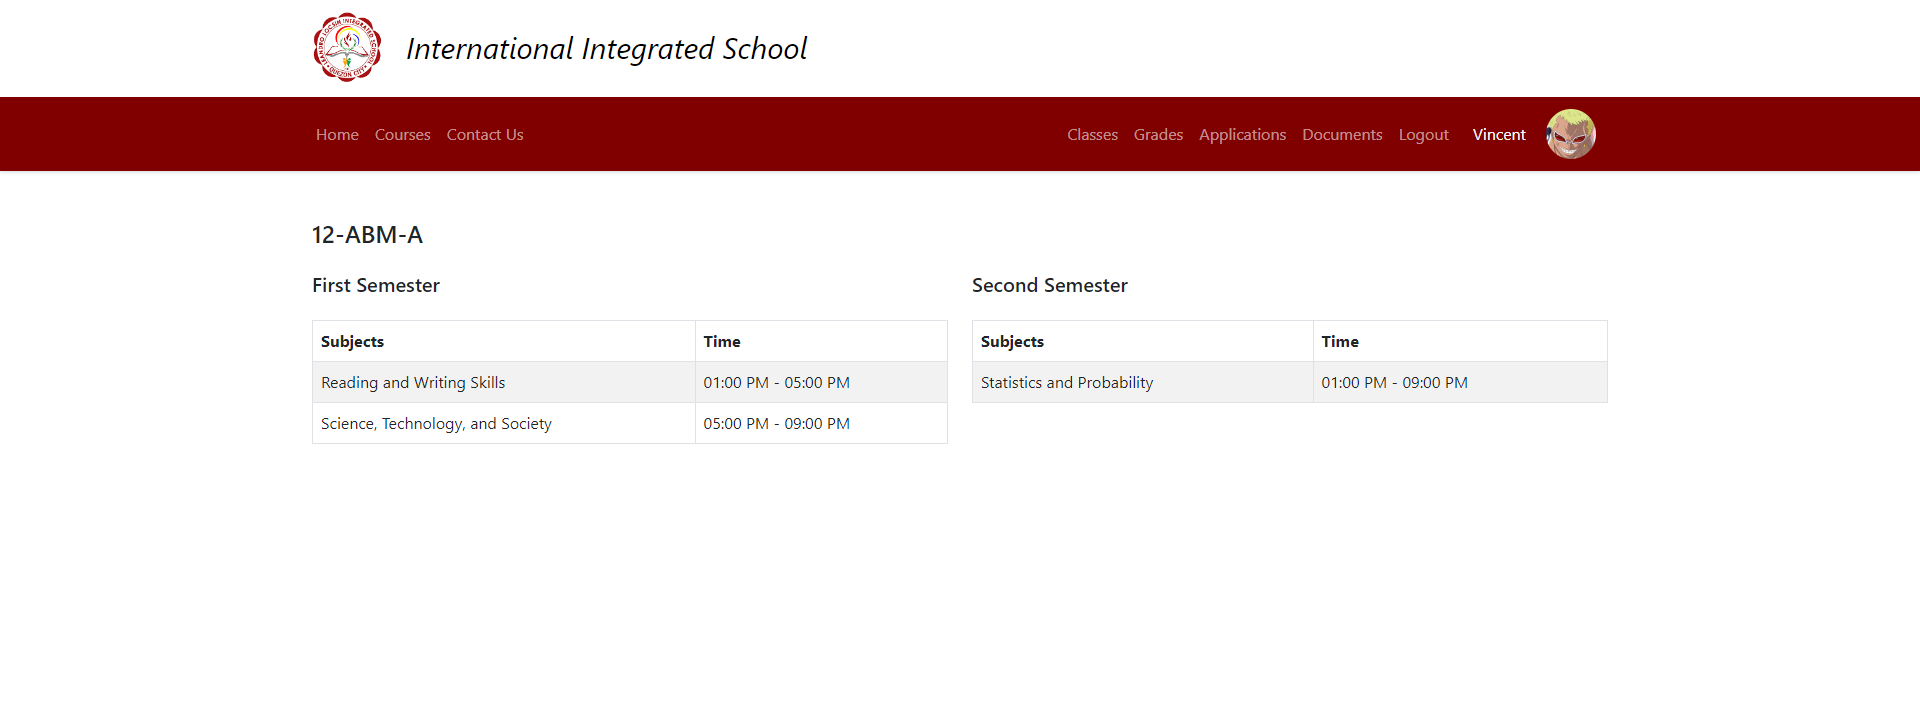 International Integrated School
Home Courses Contact Us Classes Grades Applications Documents Logout Vincent
12-ABM-A
First Semester
Subjects Time
Reading and Writing Skills 01:00 PM - 05:00 PM
Science, Technology, and Society 05:00 PM - 09:00 PM
Second Semester
Subjects Time
Statistics and Probability 01:00 PM - 09:00 PM